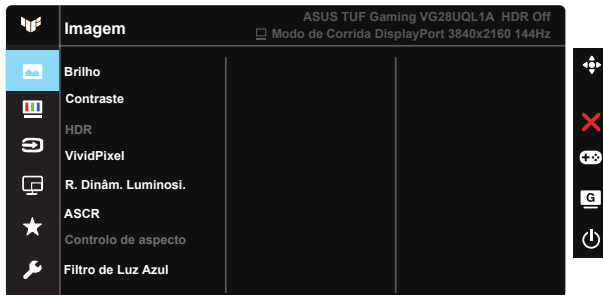 Imagem
ASUS TUF Gaming VG28UQL1A HDR Off
Modo de Corrida DisplayPort 3840x2160 144Hz
Brilho
Contraste
HDR
VividPixel
R. Dinâm. Luminosi.
ASCR
Controlo de aspecto
Filtro de Luz Azul
G